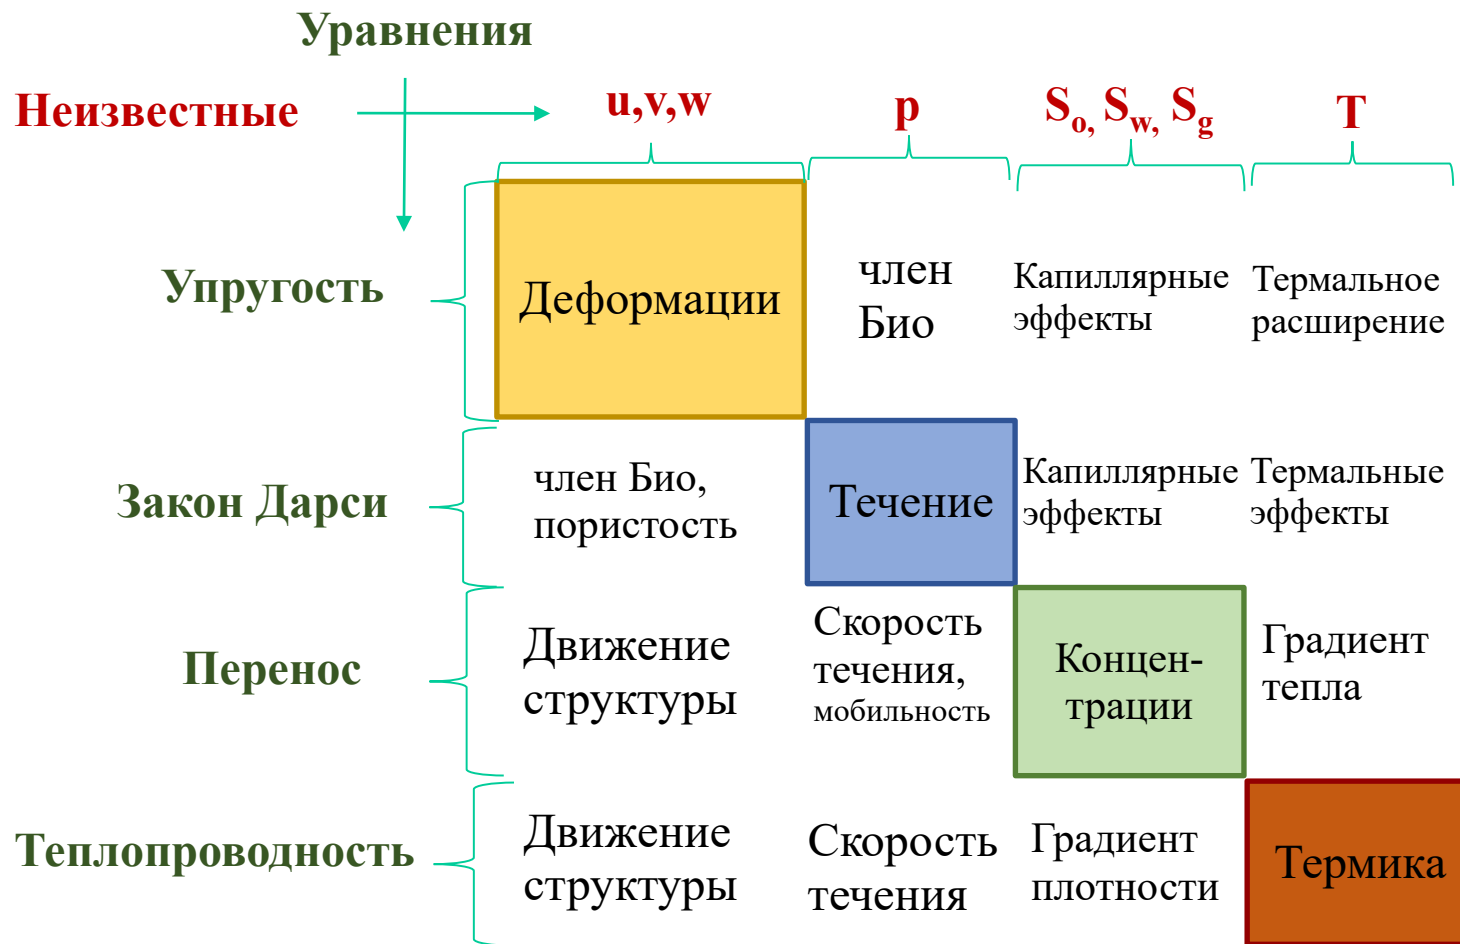 Уравнения
Неизвестные
u,v,w
p
So, Sw, Sg
T
Упругость
Деформации
член
Био
Капиллярные
эффекты
Термальное
расширение
Закон Дарси
член Био,
пористость
Течение
Капиллярные
эффекты
Термальные
эффекты
Перенос
Движение
структуры
Скорость
течения,
мобильность
Концен-
трации
Градиент
тепла
Теплопроводность
Движение
структуры
Скорость
течения
Градиент
плотности
Термика